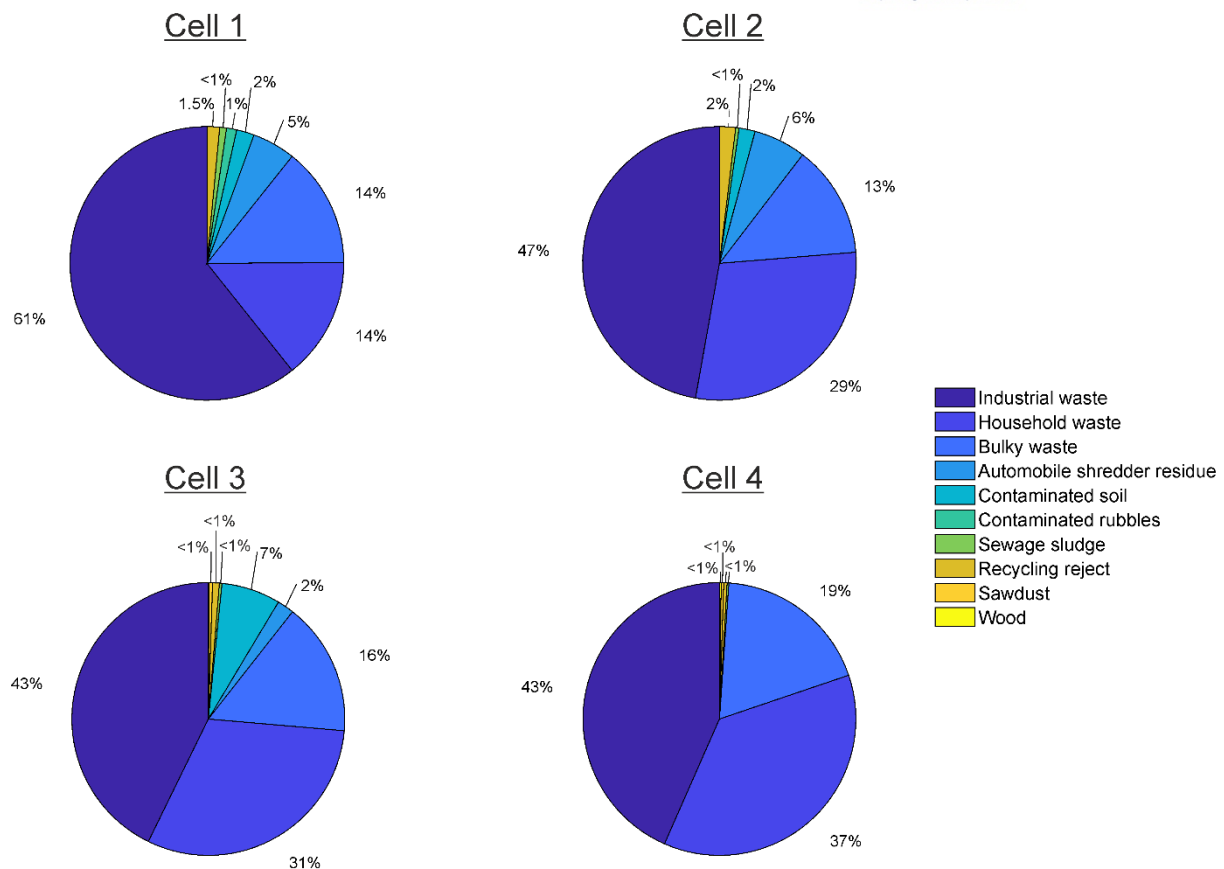 Cell 1
<1%
2%
1.5%
1%
5%
14%
61%
14%
Cell 2
<1%
2%
2%
6%
13%
47%
29%
Industrial waste
Household waste
Bulky waste
Automobile shredder residue
Contaminated soil
Contaminated rubbles
Sewage sludge
Recycling reject
Sawdust
Wood
Cell 3
<1%
<1%
<1%
7%
2%
16%
43%
31%
Cell 4
<1%
<1%
<1%
19%
43%
37%